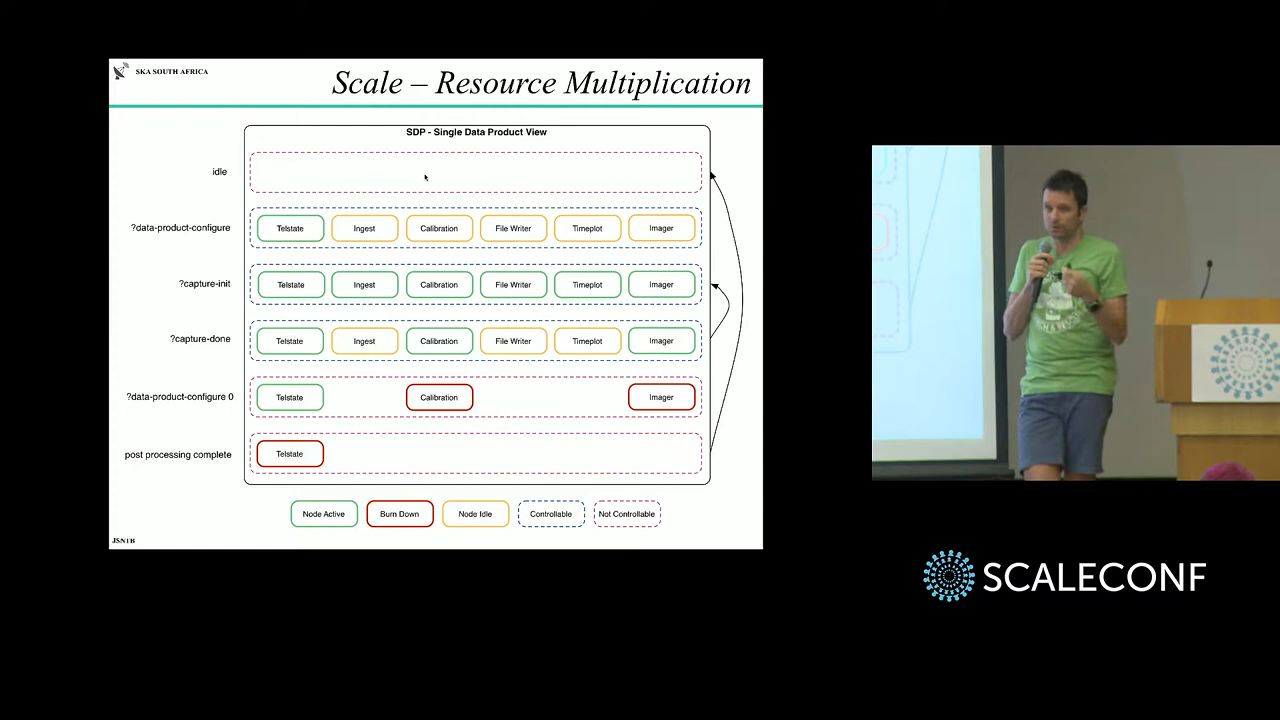 SKA SOUTH AFRICA
Scale – Resource Multiplication
SDP - Single Data Product View
idle
?data-product-configure
Telstate Ingest Calibration File Writer Timeplot Imager
?capture-init
Telstate Ingest Calibration File Writer Timeplot Imager
?capture-done
Telstate Ingest Calibration File Writer Timeplot Imager
?data-product-configure 0
Telstate Calibration Imager
post processing complete
Telstate
Node Active Burn Down Node Idle Controllable Not Controllable
SCALECONF